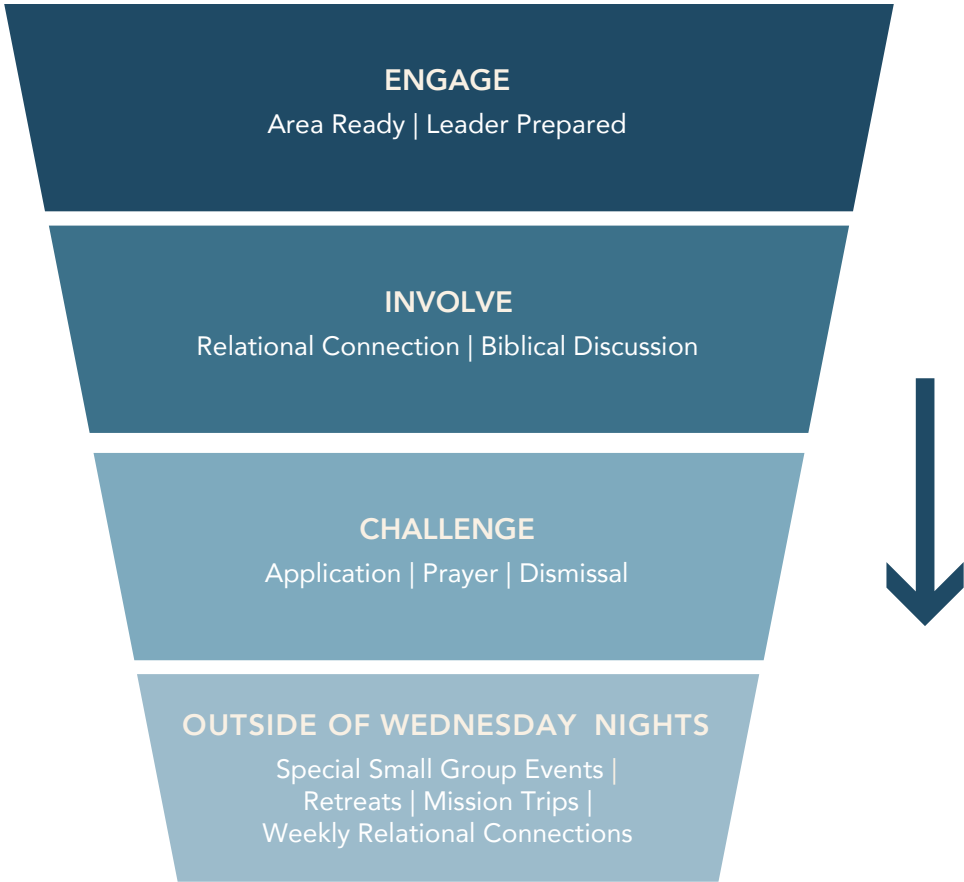 ENGAGE
Area Ready | Leader Prepared
INVOLVE
Relational Connection | Biblical Discussion
CHALLENGE
Application | Prayer | Dismissal
OUTSIDE OF WEDNESDAY NIGHTS
Special Small Group Events |
Retreats | Mission Trips |
Weekly Relational Connections